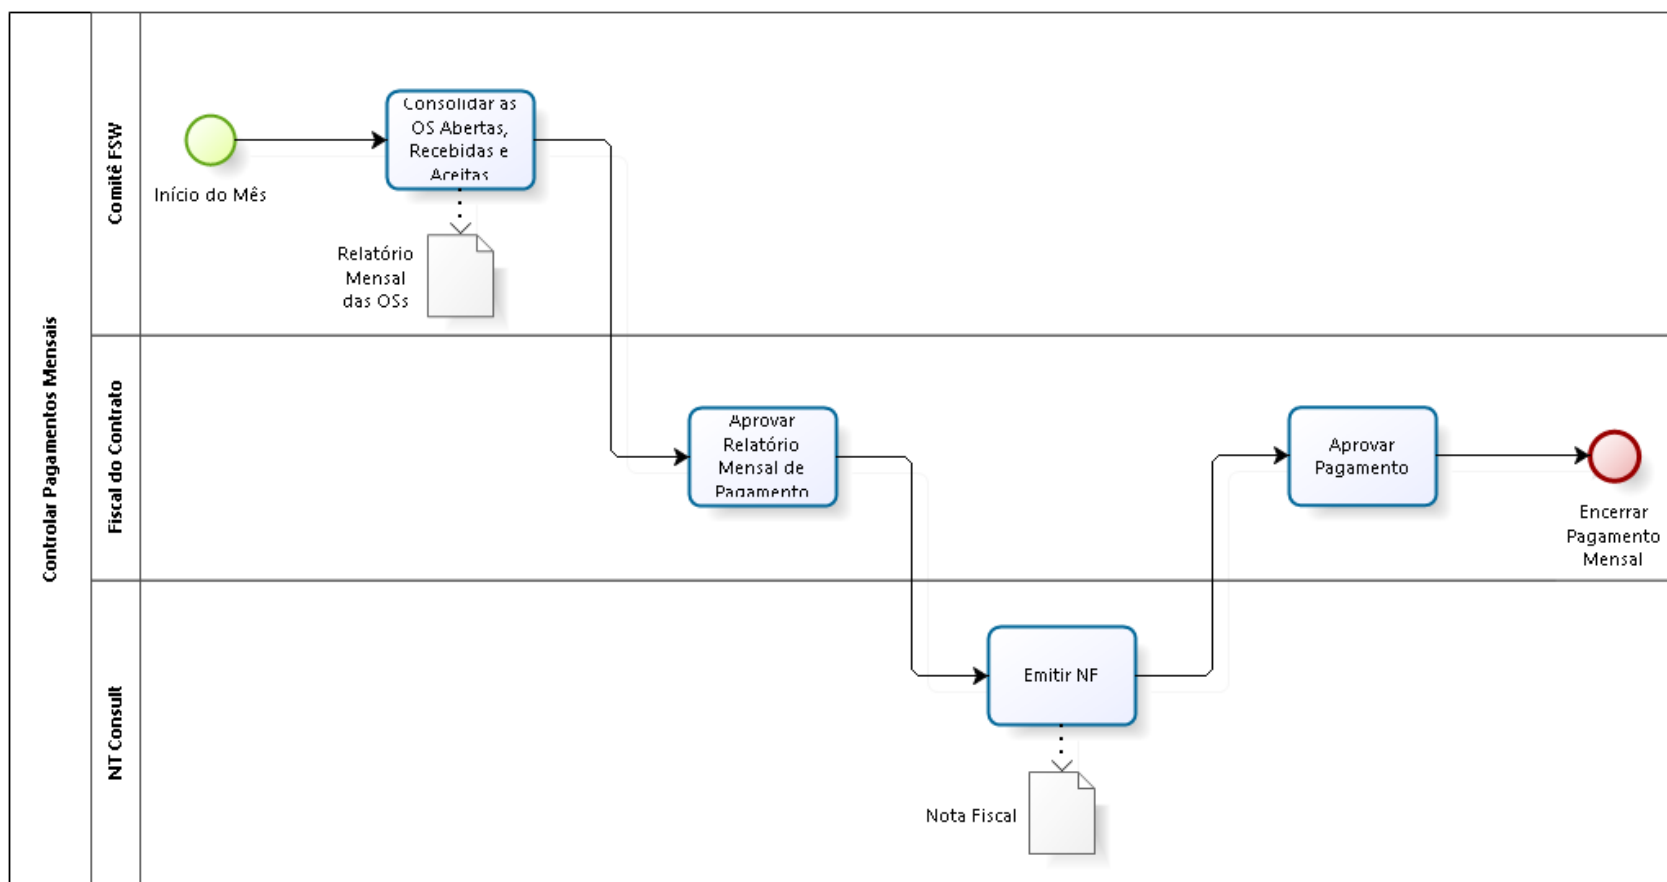 Controlar Pagamentos Mensais
Comitê FSW
Início do Mês
Consolidar as
OS Abertas,
Recebidas e
Aceitas
Relatório
Mensal
das OSs
Fiscal do Contrato
Aprovar
Relatório
Mensal de
Pagamento
Aprovar
Pagamento
Encerrar
Pagamento
Mensal
NT Consult
Emitir NF
Nota Fiscal